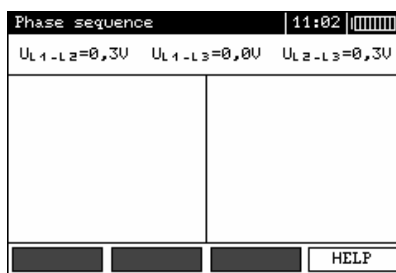 Phase sequence 11:02
UL1-L2=0,3V UL1-L3=0,0V UL2-L3=0,3V
HELP